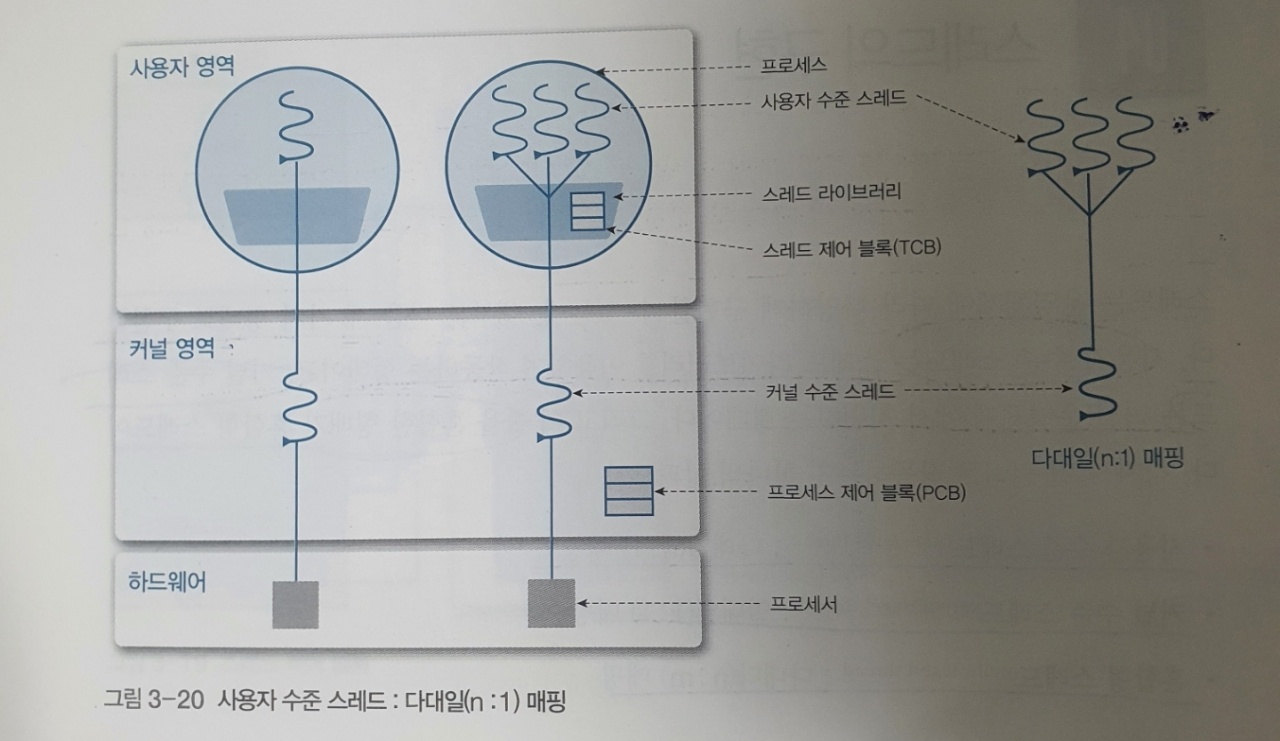 사용자 영역
프로세스
사용자 수준 스레드
스레드 라이브러리
스레드 제어 블록(TCB)
커널 영역
커널 수준 스레드
다대일(n:1) 매핑
프로세스 제어 블록(PCB)
하드웨어
프로세서
그림 3-20 사용자 수준 스레드 : 다대일(n :1) 매핑